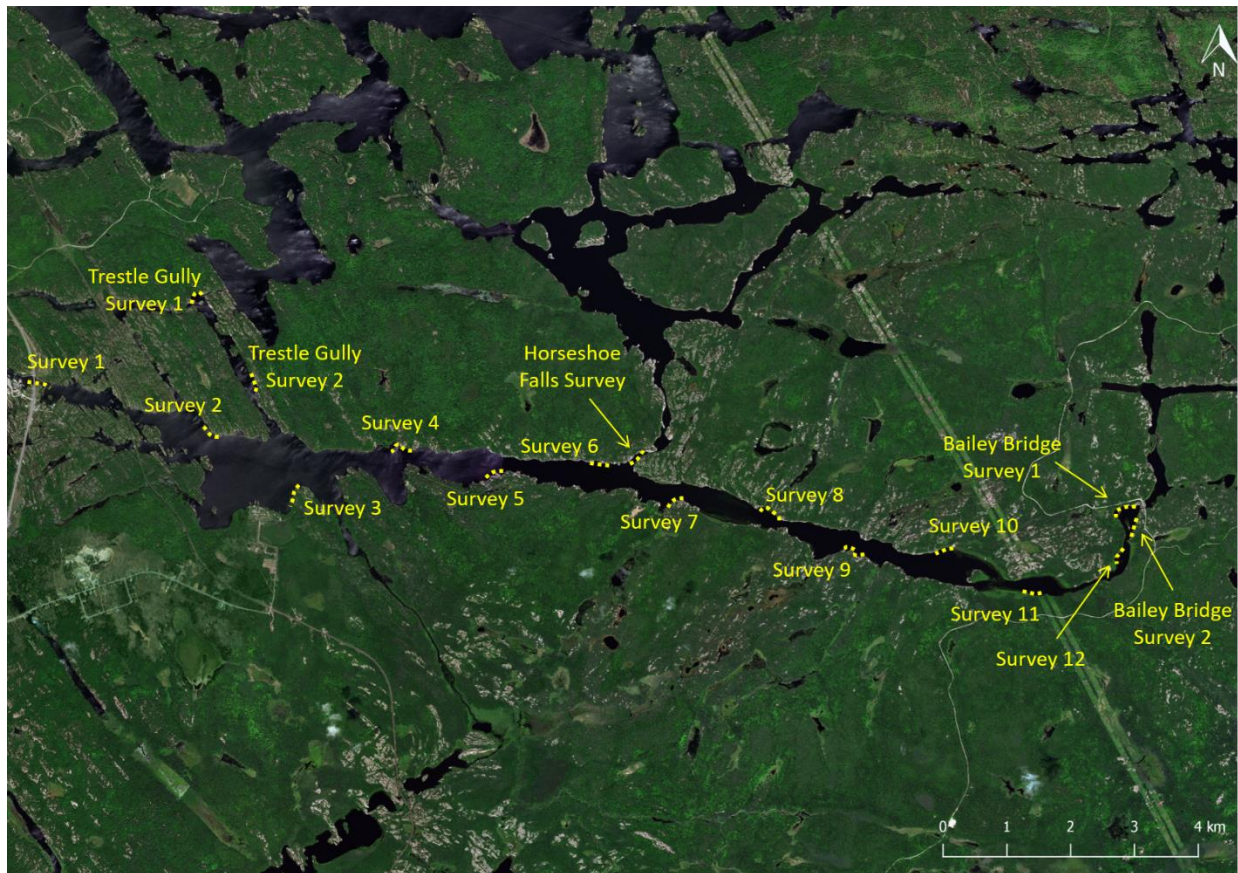 N
Trestle Gully
Survey 1
Survey 1
Trestle Gully
Survey 2
Horseshoe
Falls Survey
Survey 2
Survey 4
Survey 6
Bailey Bridge
Survey 1
Survey 5
Survey 3
Survey 7
Survey 8
Survey 10
Survey 9
Survey 11
Bailey Bridge
Survey 2
Survey 12
0 1 2 3 4 km